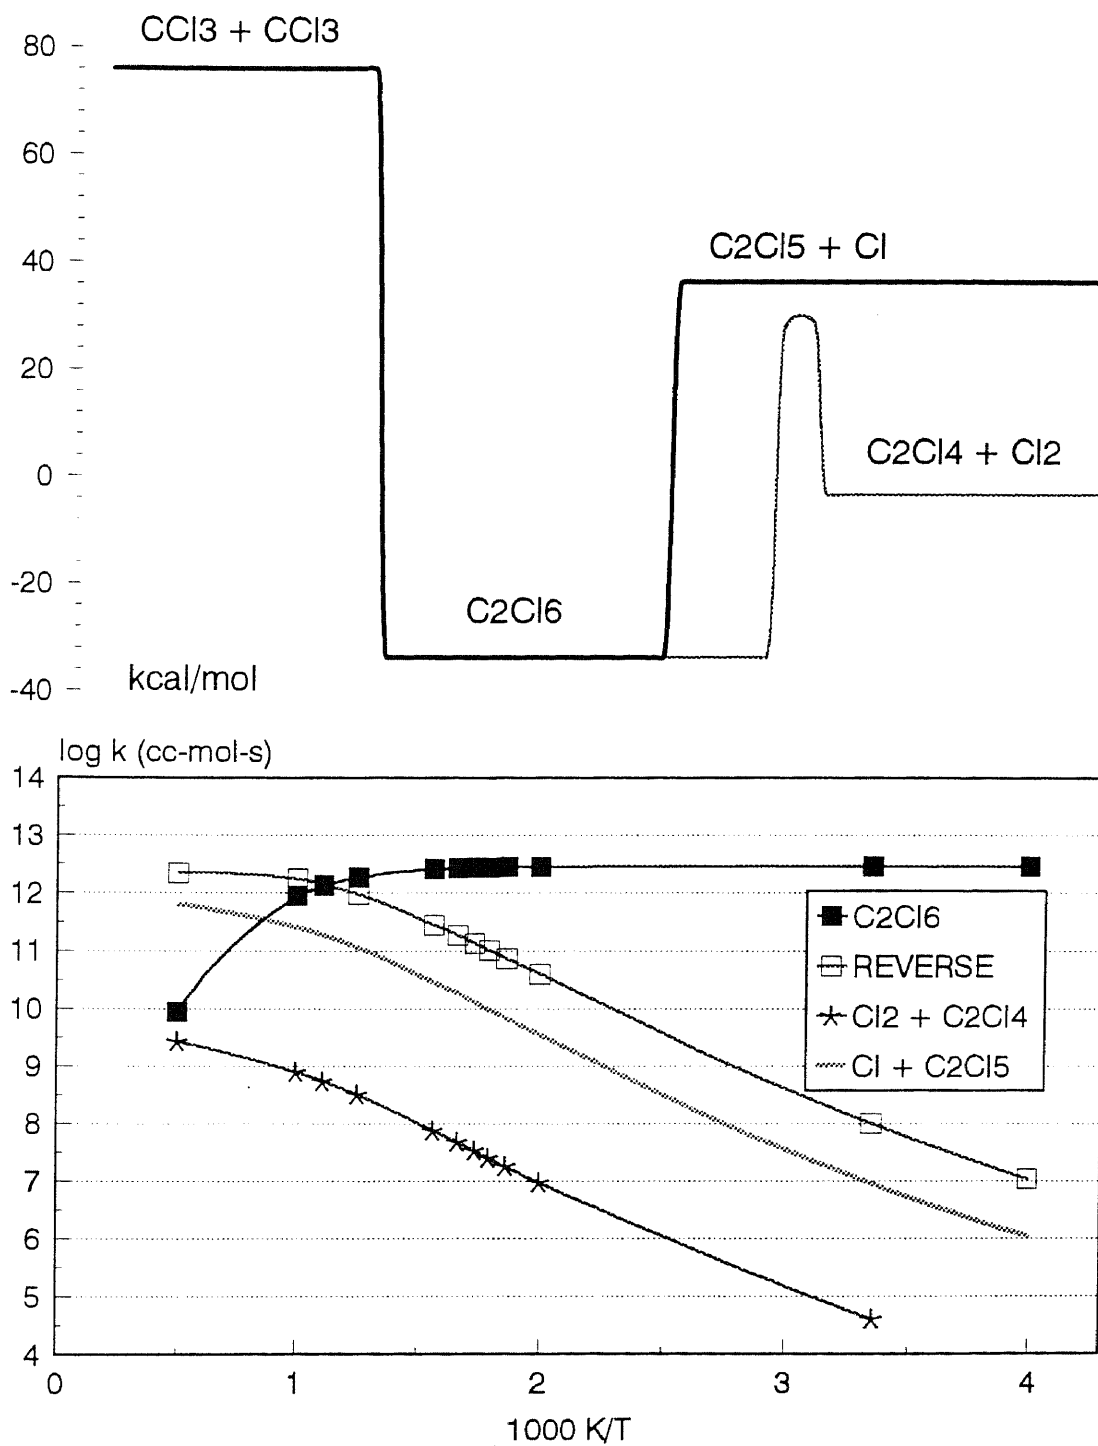 CCl3 + CCl3
80
60
C2Cl5 + Cl
40
20
C2Cl4 + Cl2
0
-20
C2Cl6
kcal/mol
-40
log k (cc-mol-s)
14
13
12
C2Cl6
11
REVERSE
10
Cl2 + C2Cl4
9
Cl + C2Cl5
8
7
6
5
4
0 1 2 3 4
1000 K/T